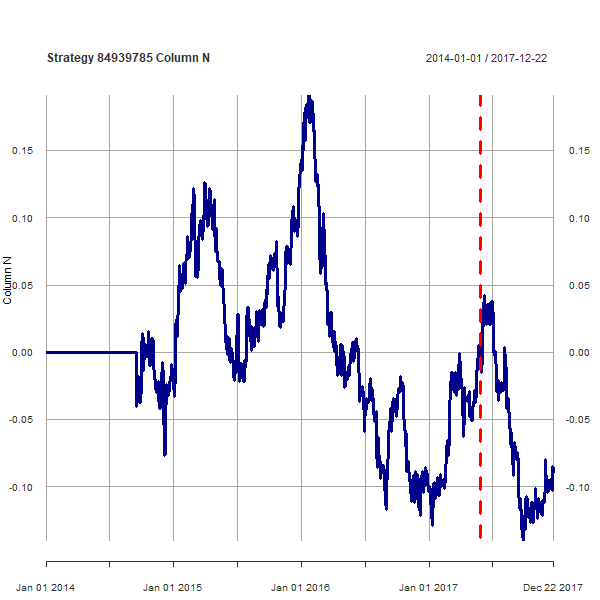 Strategy 84939785 Column N
2014-01-01 / 2017-12-22
0.15
0.10
0.05
0.00
-0.05
-0.10
Column N
0.15
0.10
0.05
0.00
-0.05
-0.10
Jan 01 2014
Jan 01 2015
Jan 01 2016
Jan 01 2017
Dec 22 2017